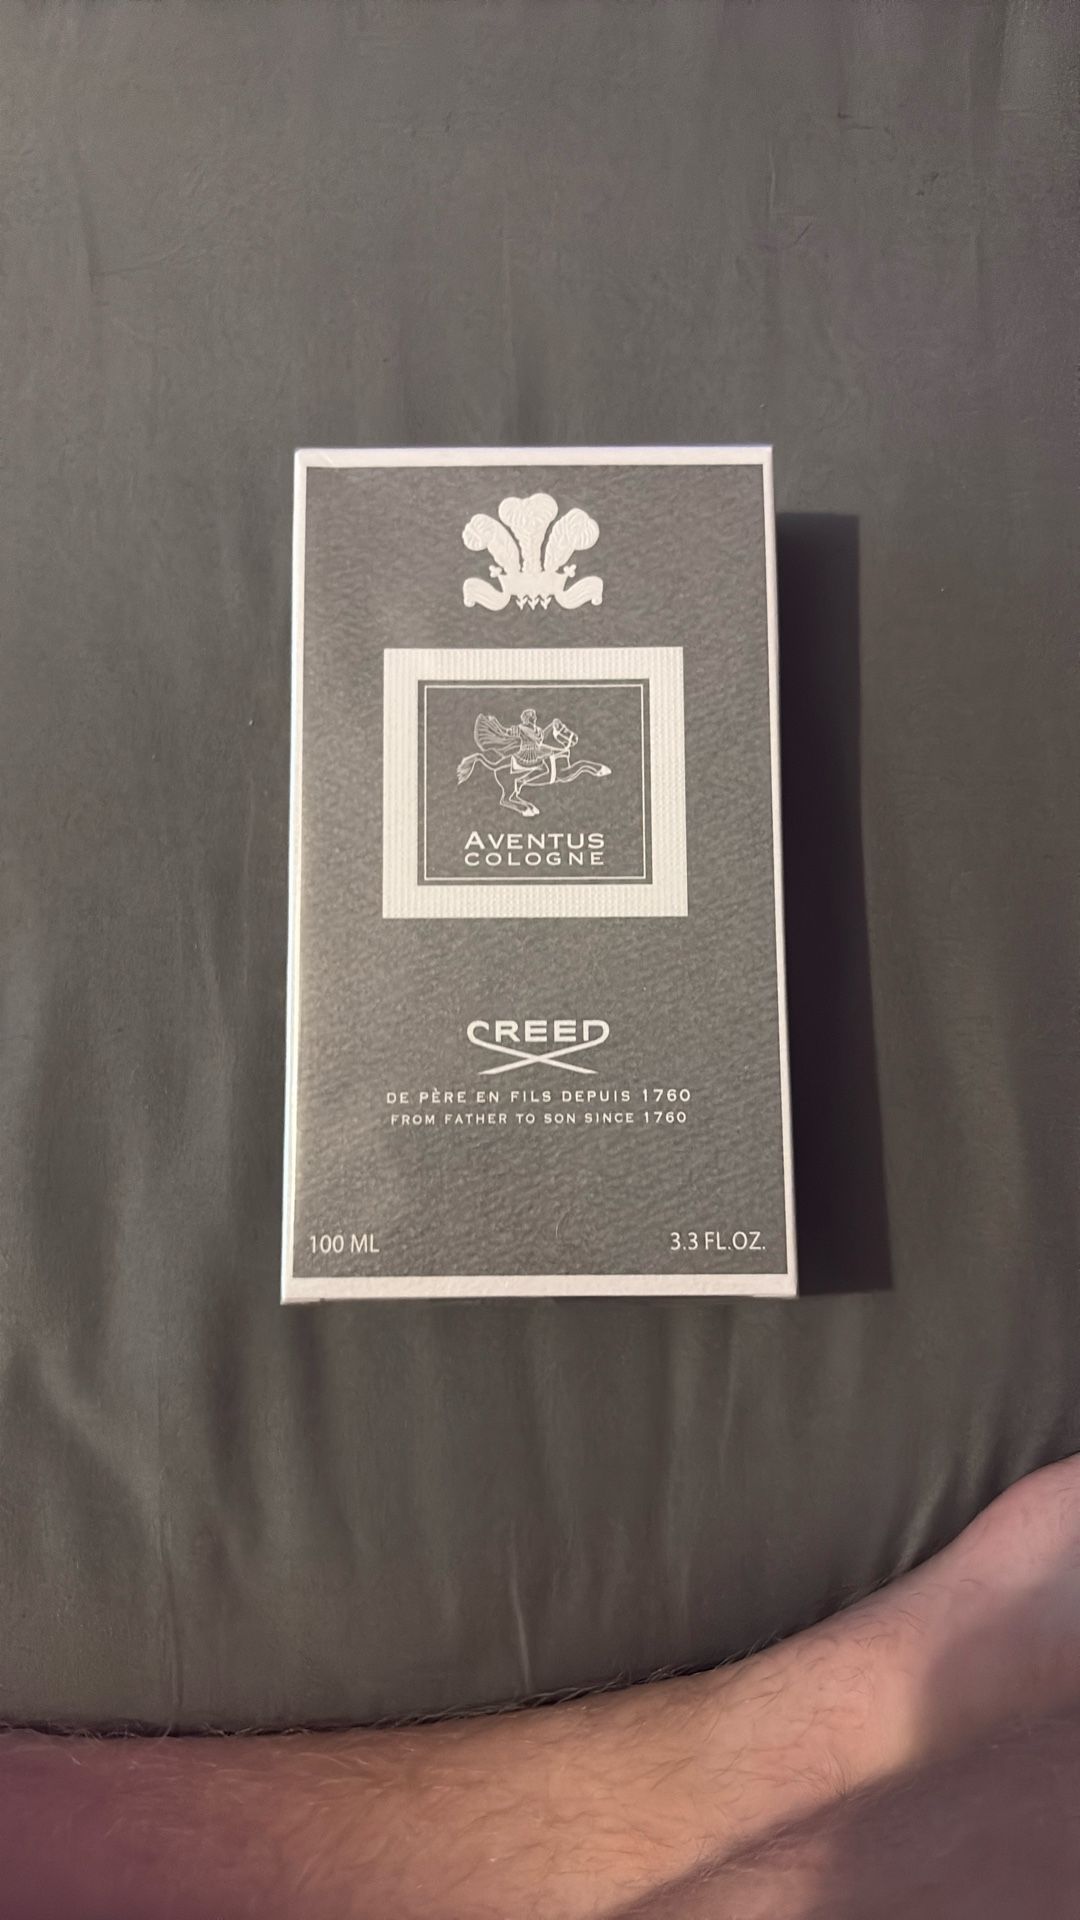 AVENTUS
COLOGNE
CREED
DE PÈRE EN FILS DEPUIS 1760
FROM FATHER TO SON SINCE 1760
100 ML
3.3 FL.OZ.